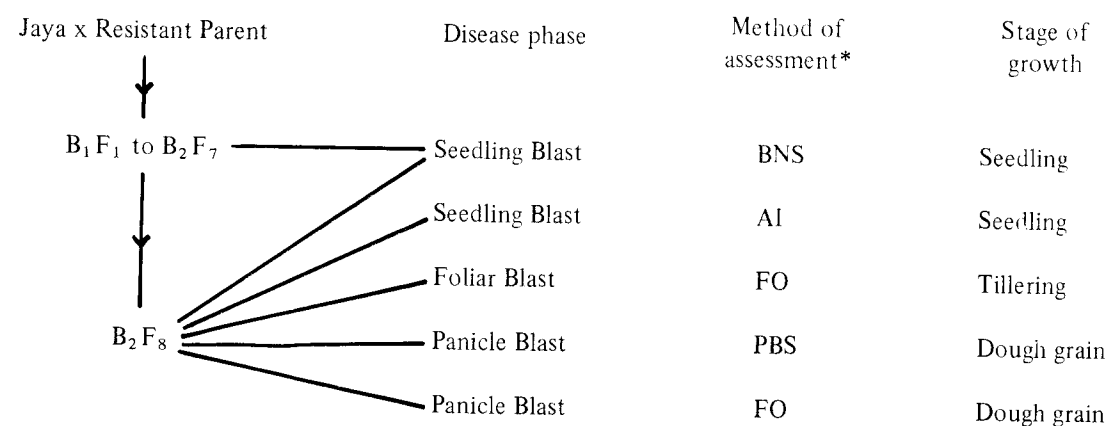 Jaya x Resistant Parent Disease phase Method of assessment* Stage of growth
B₁F₁ to B₂F₇ Seedling Blast BNS Seedling
Seedling Blast AI Seedling
Foliar Blast FO Tillering
B₂F₈ Panicle Blast PBS Dough grain
Panicle Blast FO Dough grain